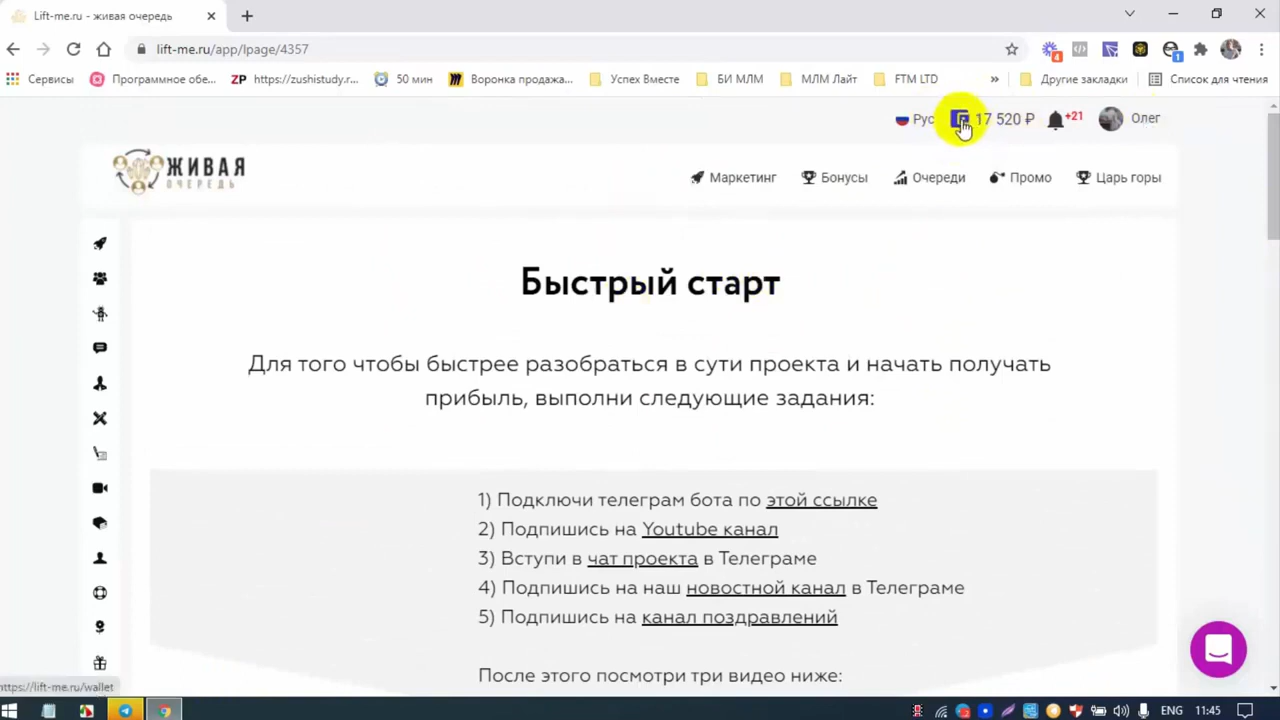 Lift-me.ru - живая очередь
lift-me.ru/app/lpage/4357
4
1
Сервисы
Программное обе...
ZP https://zushistudy.r...
50 мин
Воронка продажа...
Успех Вместе
БИ МЛМ
МЛМ Лайт
FTM LTD
»
Другие закладки
Список для чтения
Рус
17 520 ₽
+21
Олег
ЖИВАЯ
ОЧЕРЕДЬ
Маркетинг
Бонусы
Очереди
Промо
Царь горы
Быстрый старт
Для того чтобы быстрее разобраться в сути проекта и начать получать
прибыль, выполни следующие задания:
1) Подключи телеграм бота по этой ссылке
2) Подпишись на Youtube канал
3) Вступи в чат проекта в Телеграме
4) Подпишись на наш новостной канал в Телеграме
5) Подпишись на канал поздравлений
После этого посмотри три видео ниже:
https://lift-me.ru/wallet
ENG
11:45